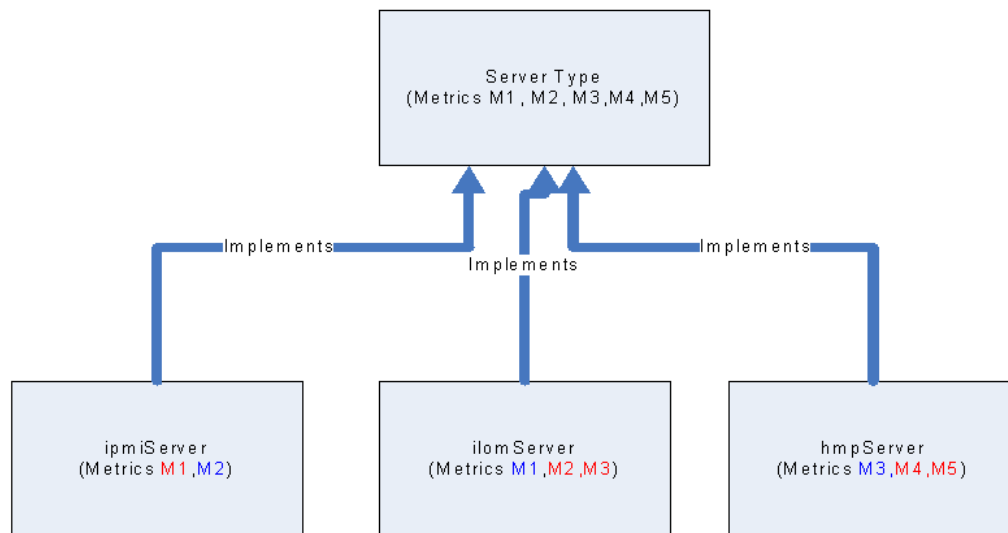 Server Type
(Metrics M1, M2, M3,M4,M5)
Implements
Implements
Implements
ipmiServer
(Metrics M1,M2)
ilomServer
(Metrics M1,M2,M3)
hmpServer
(Metrics M3,M4,M5)